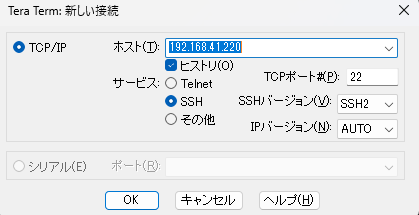 Tera Term: 新しい接続
TCP/IP
ホスト(T): 192.168.41.220
ヒストリ(O)
サービス: Telnet
TCPポート#(P): 22
SSH
SSHバージョン(V): SSH2
その他
IPバージョン(N): AUTO
シリアル(E)
ポート(R):
OK
キャンセル
ヘルプ(H)